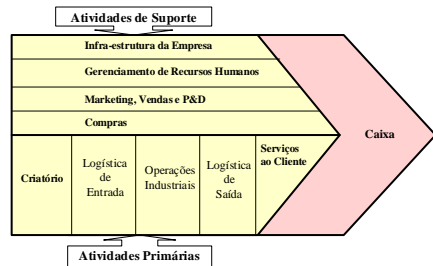 Atividades de Suporte
Infra-estrutura da Empresa
Gerenciamento de Recursos Humanos
Marketing, Vendas e P&D
Compras
Caixa
Criatório
Logística
de
Entrada
Operações
Industriais
Logística
de
Saída
Serviços
ao Cliente
Atividades Primárias